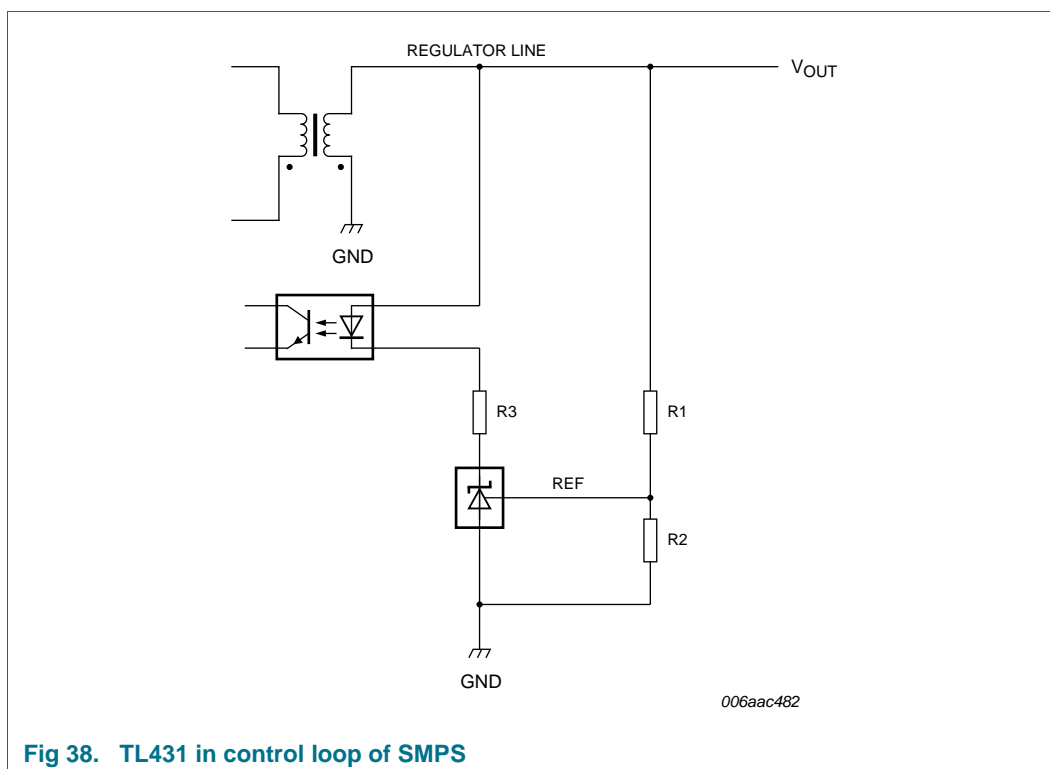 REGULATOR LINE
VOUT
GND
R3
R1
REF
R2
GND
006aac482
Fig 38. TL431 in control loop of SMPS